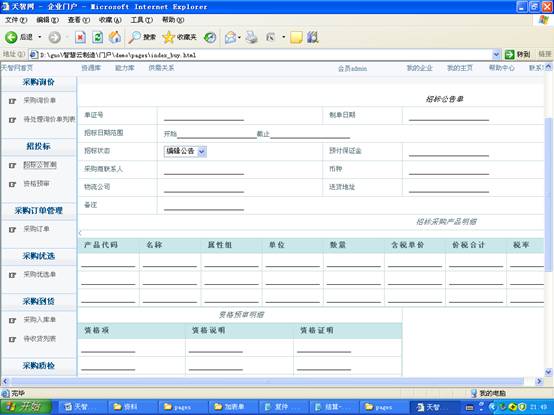 天智网 - 企业门户 - Microsoft Internet Explorer
文件(F) 编辑(E) 查看(V) 收藏(A) 工具(T) 帮助(H)
后退 搜索 收藏夹
地址(D) D:\guo\智慧云制造\门户\demo\pages\index_buy.html 转到 链接
天智网首页 资源库 能力库 供需关系 会员admin 我的企业 我的主页 帮助中心
采购询价
采购询价单
待处理询价单列表
招投标
招标公告单
资格预审
采购订单管理
采购订单
采购优选
采购优选单
采购到货
采购入库单
待收货列表
采购质检
招标公告单
单证号 制单日期
招标日期范围 开始 截止
招标状态 编辑公告 预付保证金
采购商联系人 币种
物流公司 送货地址
备注
招标采购产品明细
产品代码 名称 属性组 单位 数量 含税单价 价税合计 税率
资格预审明细
资格项 资格说明 资格证明
完毕 我的电脑
开始 天智... 资料 pages 加表单 复件 ... 结算-... pages 天智... 21:49